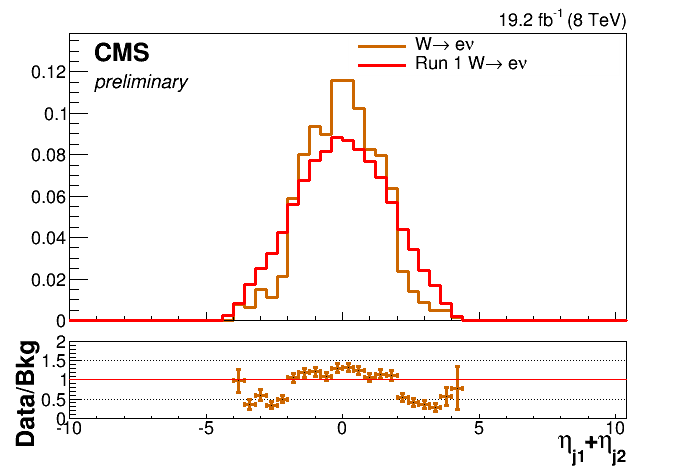 19.2 fb⁻¹ (8 TeV)
CMS
preliminary
W→ eν
Run 1 W→ eν
0.12
0.1
0.08
0.06
0.04
0.02
0
Data/Bkg
2
1.5
1
0.5
0
-10 -5 0 5 10
η_j1+η_j2